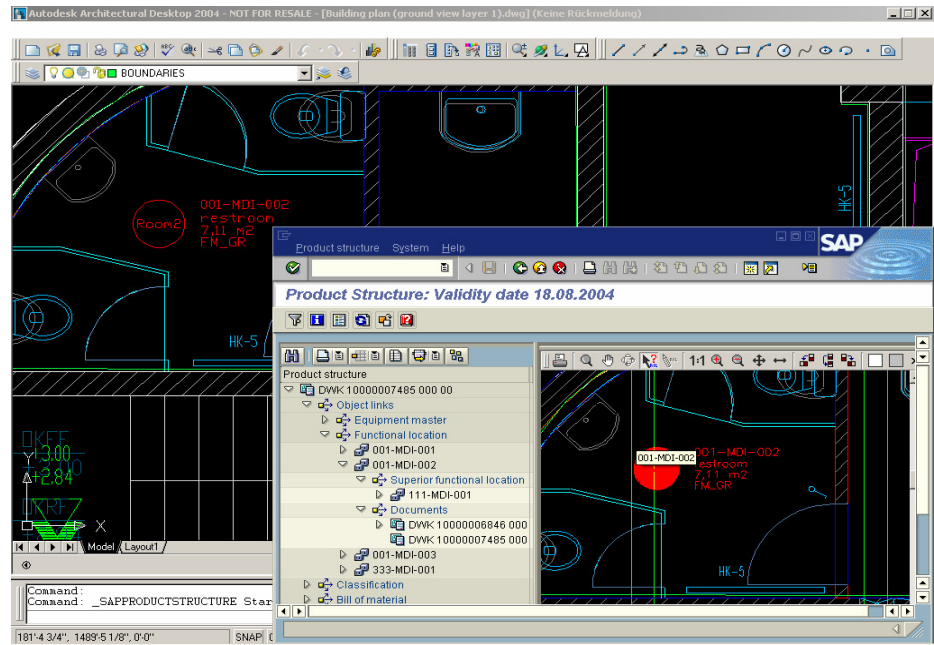 Autodesk Architectural Desktop 2004 - NOT FOR RESALE - [Building plan (ground view layer 1).dwg] (Keine Rückmeldung)
BOUNDARIES
001-MDI-002
Room2
restroom
7,11 m2
FM_GR
HK-5
HK-5
+3.00
+2.84
Y
X
Model
Layout1
Command:
Command: _SAPPRODUCTSTRUCTURE Star
181'-4 3/4", 1489'-5 1/8", 0'-0"
SNAP
Product structure System Help
SAP
Product Structure: Validity date 18.08.2004
Product structure
DWK 10000007485 000 00
Object links
Equipment master
Functional location
001-MDI-001
001-MDI-002
Superior functional location
111-MDI-001
Documents
DWK 10000006846 000
DWK 10000007485 000
001-MDI-003
333-MDI-001
Classification
Bill of material
1:1
001-MDI-002
001-MDI-002
estroom
7,11 m2
FM_GR
HK-5